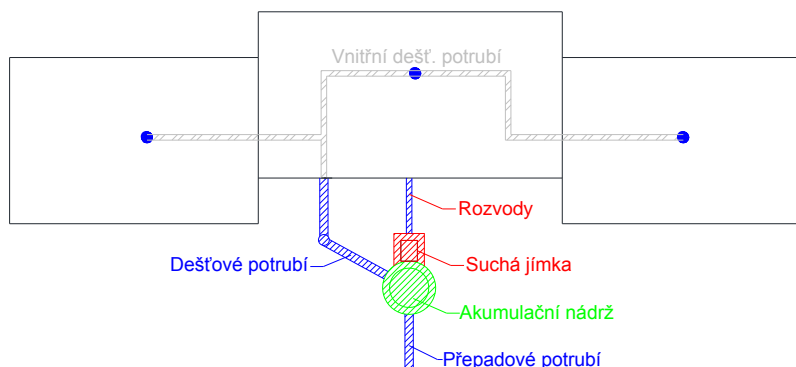 Vnitřní dešť. potrubí
Rozvody
Dešťové potrubí
Suchá jímka
Akumulační nádrž
Přepadové potrubí